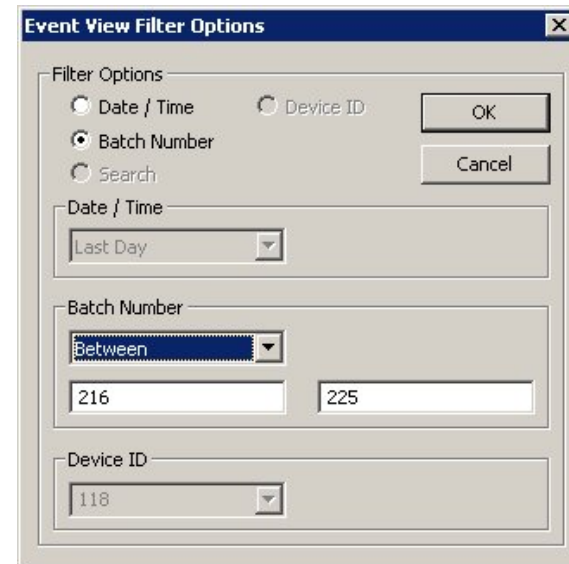 Event View Filter Options
Filter Options
Date / Time
Device ID
OK
Batch Number
Cancel
Search
Date / Time
Last Day
Batch Number
Between
216
225
Device ID
118